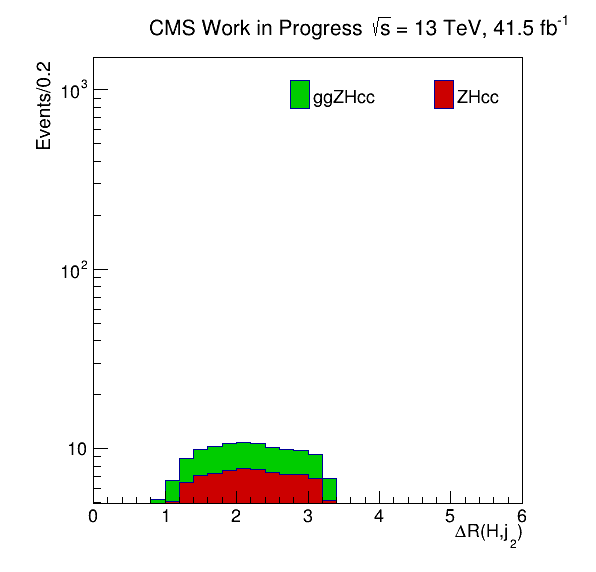 CMS Work in Progress √s = 13 TeV, 41.5 fb⁻¹
Events/0.2
10³
10²
10
ggZHcc
ZHcc
0 1 2 3 4 5 6
ΔR(H,j₂)